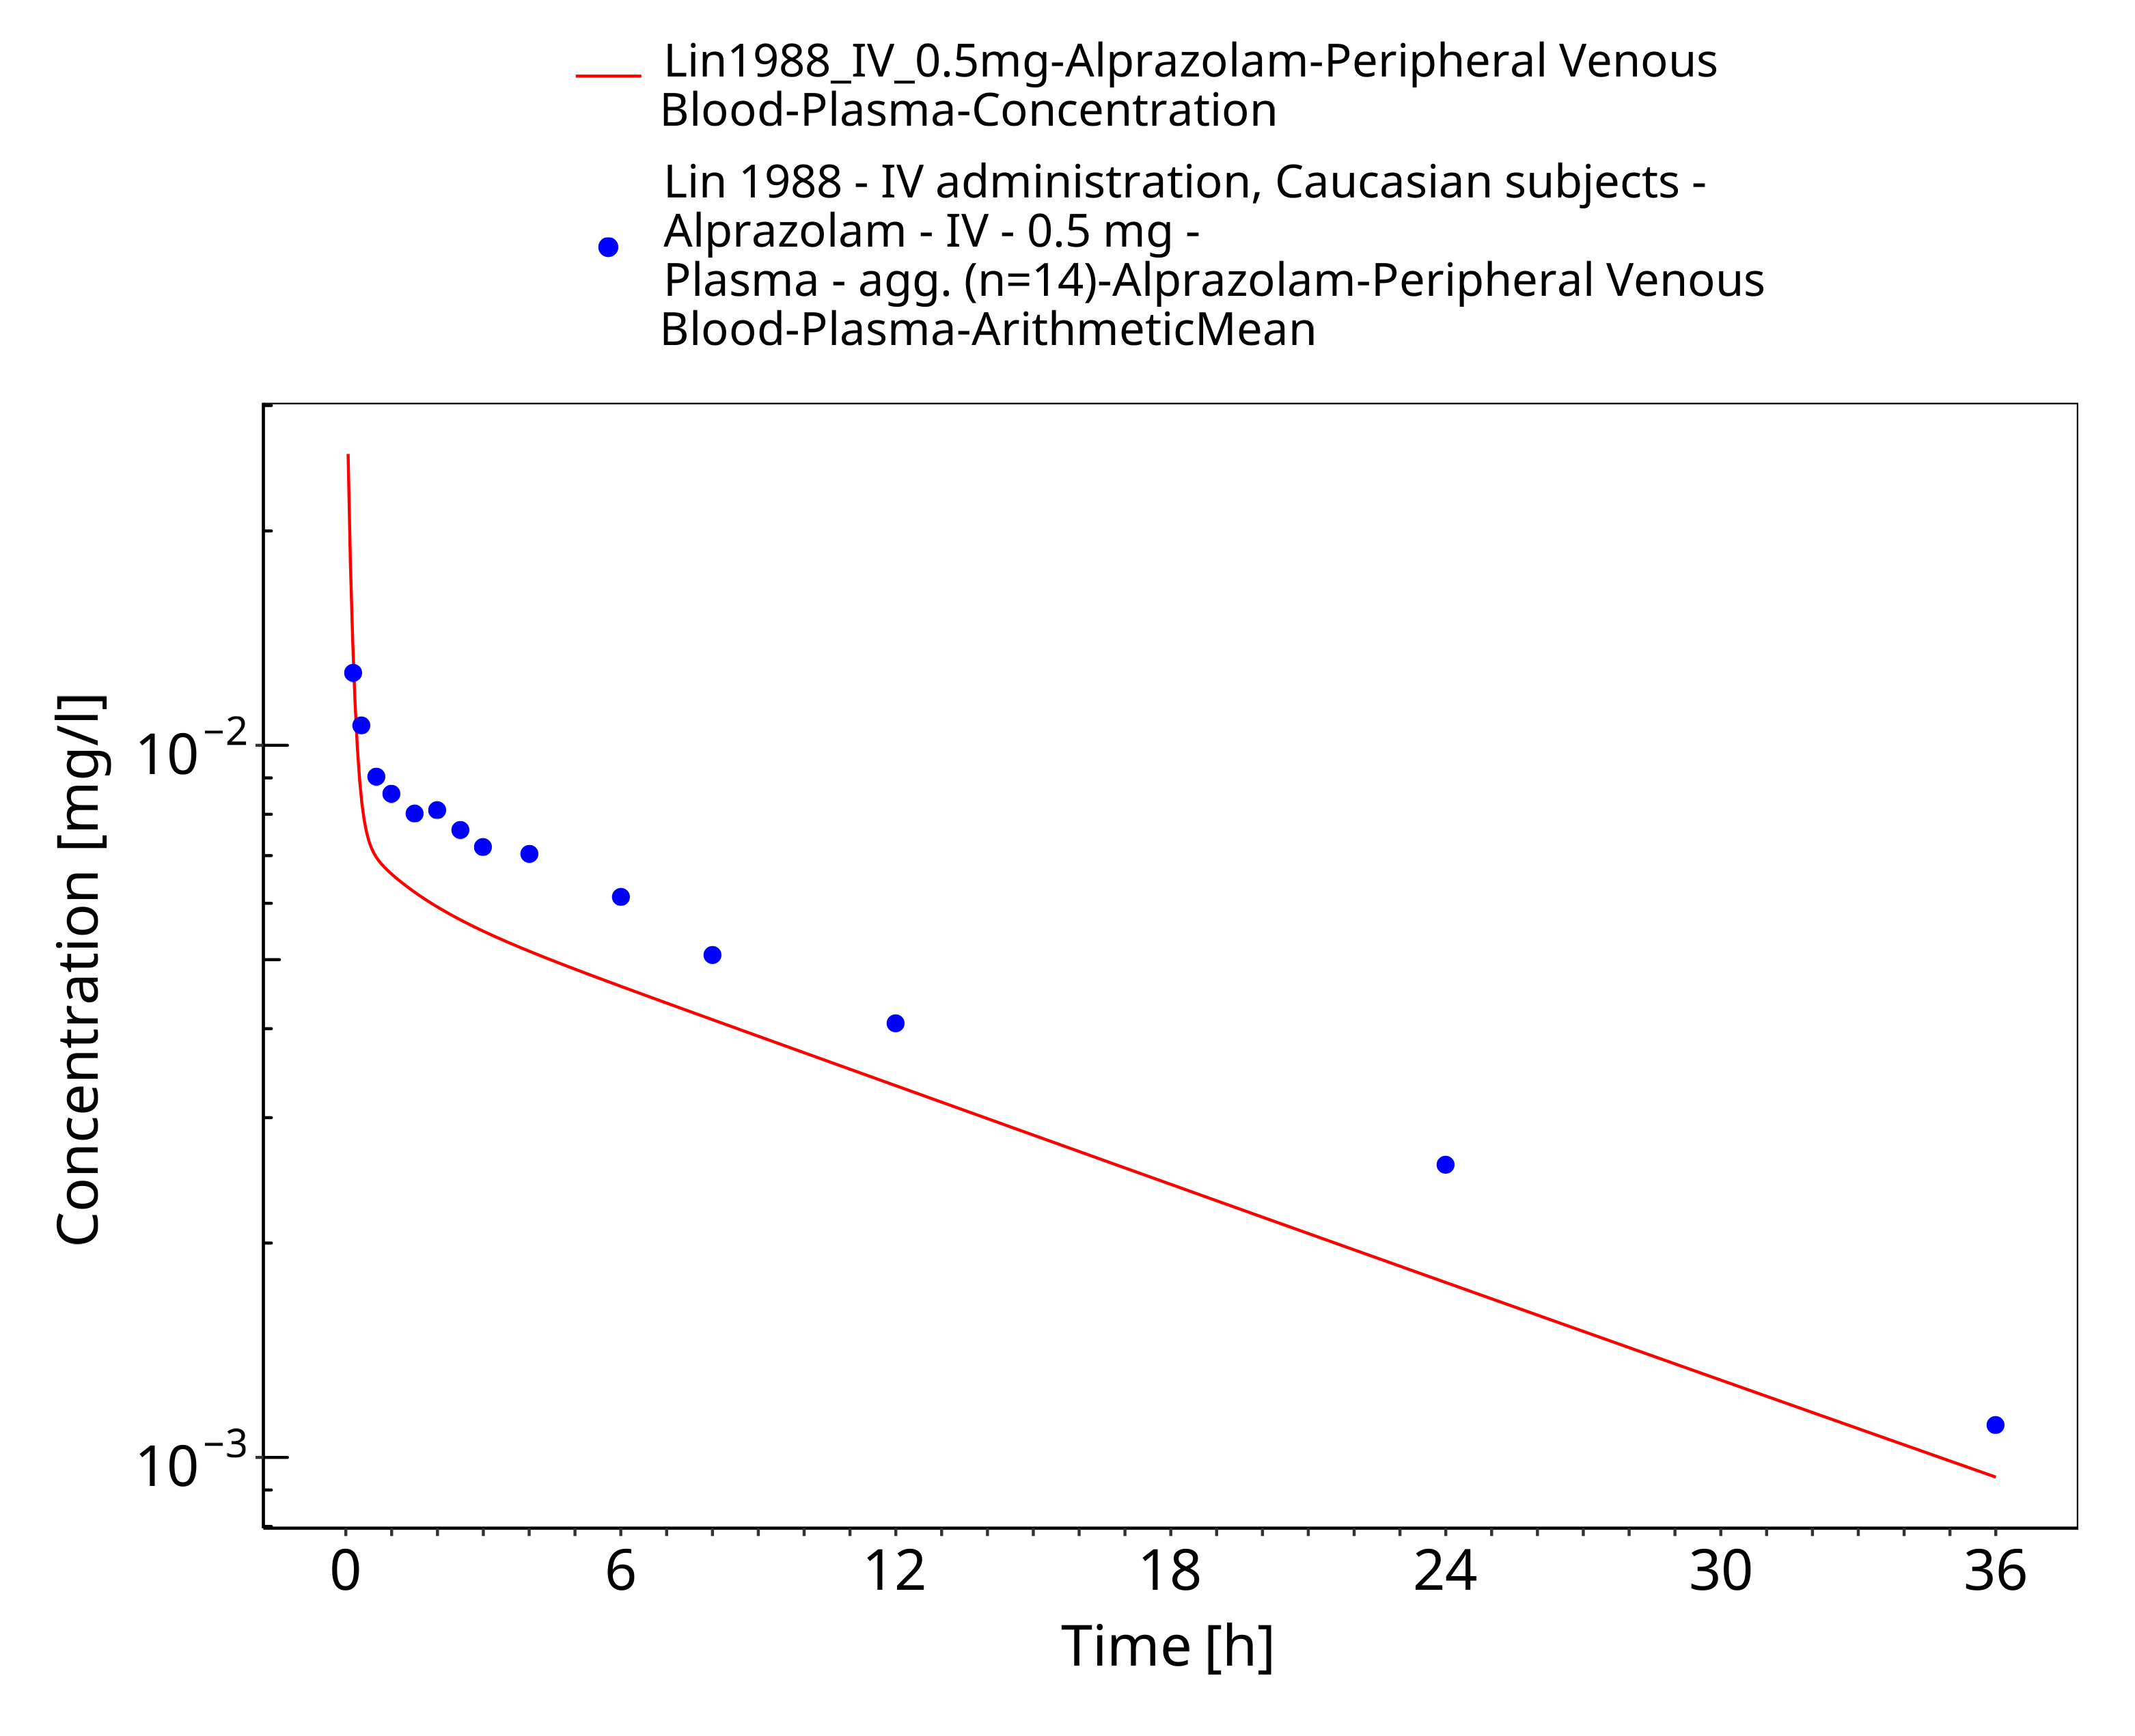 Lin1988_IV_0.5mg-Alprazolam-Peripheral Venous
Blood-Plasma-Concentration
Lin 1988 - IV administration, Caucasian subjects -
Alprazolam - IV - 0.5 mg -
Plasma - agg. (n=14)-Alprazolam-Peripheral Venous
Blood-Plasma-ArithmeticMean
Concentration [mg/l]
10⁻²
10⁻³
0 6 12 18 24 30 36
Time [h]